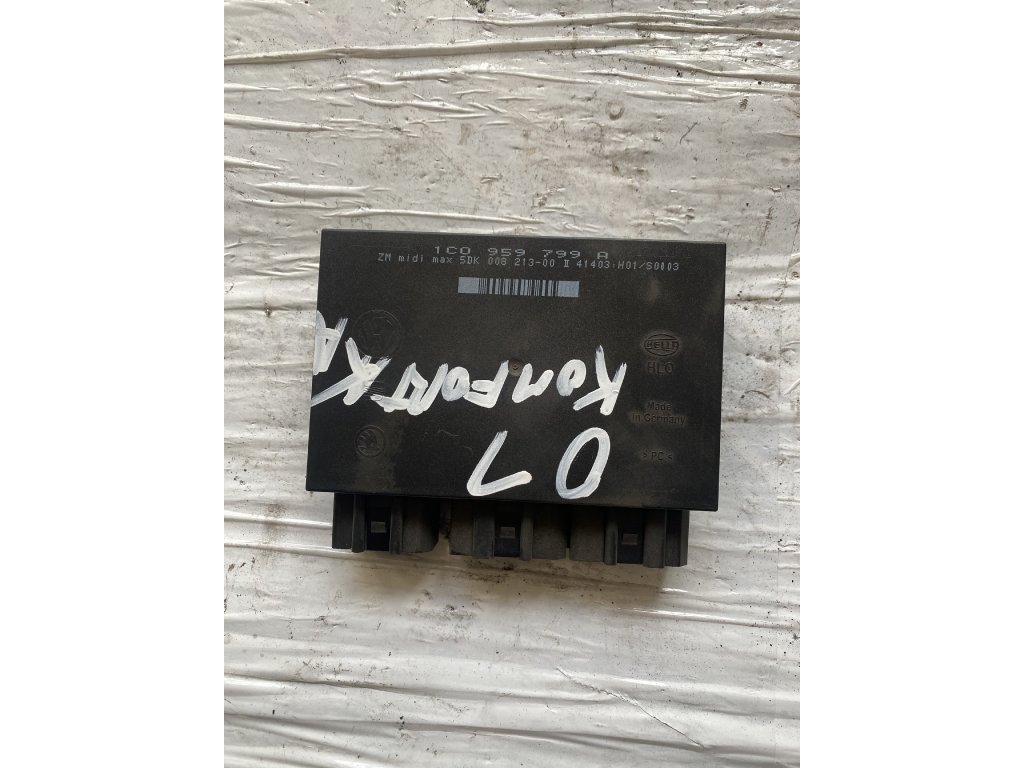 1C0 959 799 A
ZM midi max 5DK 008 213-00 II 41403:H01/S0003
HELLA
HLO
Made
in Germany
>PC<
07
KOMFORTKA